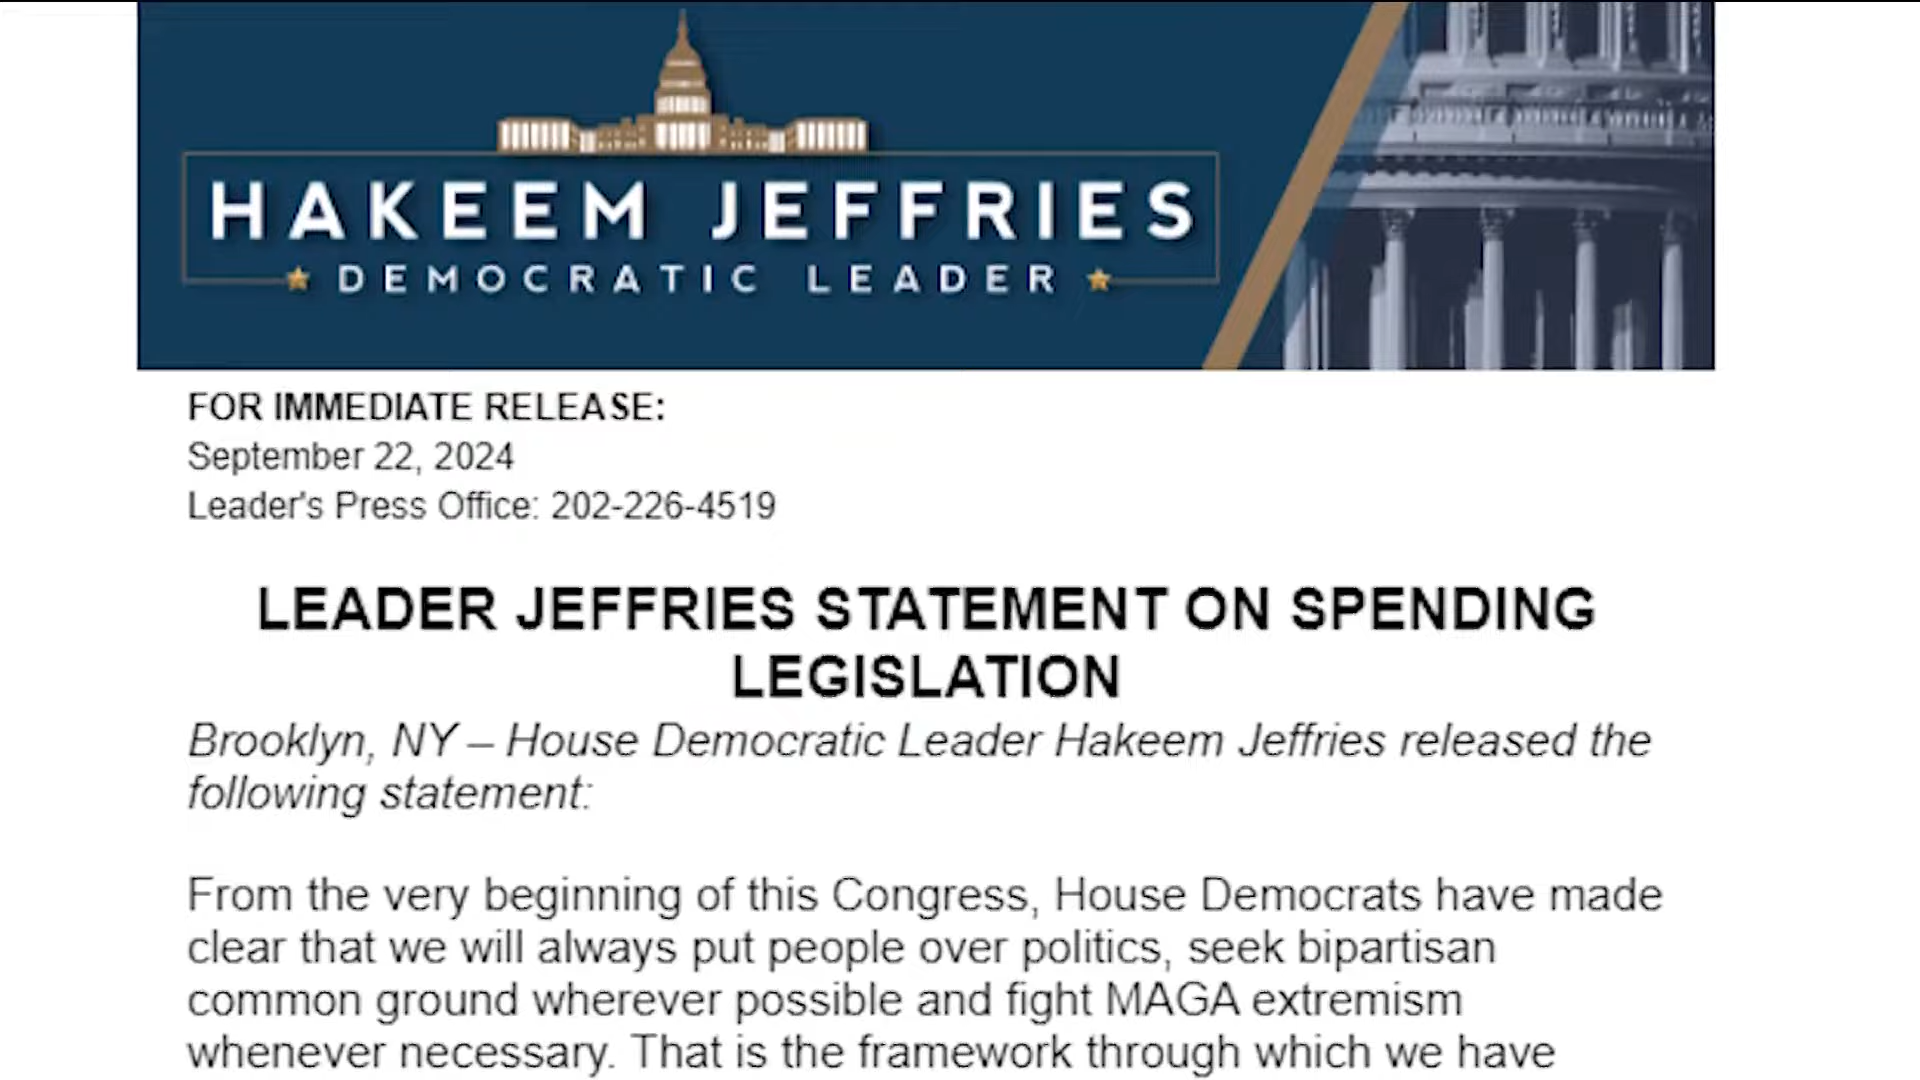 HAKEEM JEFFRIES
DEMOCRATIC LEADER
FOR IMMEDIATE RELEASE:
September 22, 2024
Leader's Press Office: 202-226-4519
LEADER JEFFRIES STATEMENT ON SPENDING
LEGISLATION
Brooklyn, NY – House Democratic Leader Hakeem Jeffries released the
following statement:
From the very beginning of this Congress, House Democrats have made
clear that we will always put people over politics, seek bipartisan
common ground wherever possible and fight MAGA extremism
whenever necessary. That is the framework through which we have